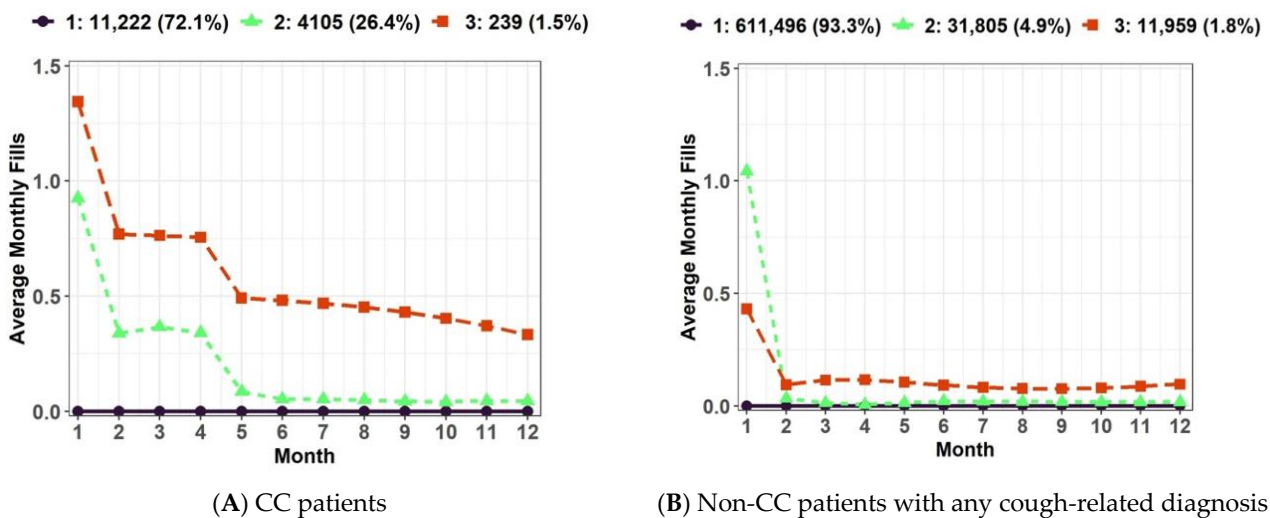 1: 11,222 (72.1%) 2: 4105 (26.4%) 3: 239 (1.5%)
Average Monthly Fills
1.5
1.0
0.5
0.0
1 2 3 4 5 6 7 8 9 10 11 12
Month
(A) CC patients
1: 611,496 (93.3%) 2: 31,805 (4.9%) 3: 11,959 (1.8%)
Average Monthly Fills
1.5
1.0
0.5
0.0
1 2 3 4 5 6 7 8 9 10 11 12
Month
(B) Non-CC patients with any cough-related diagnosis